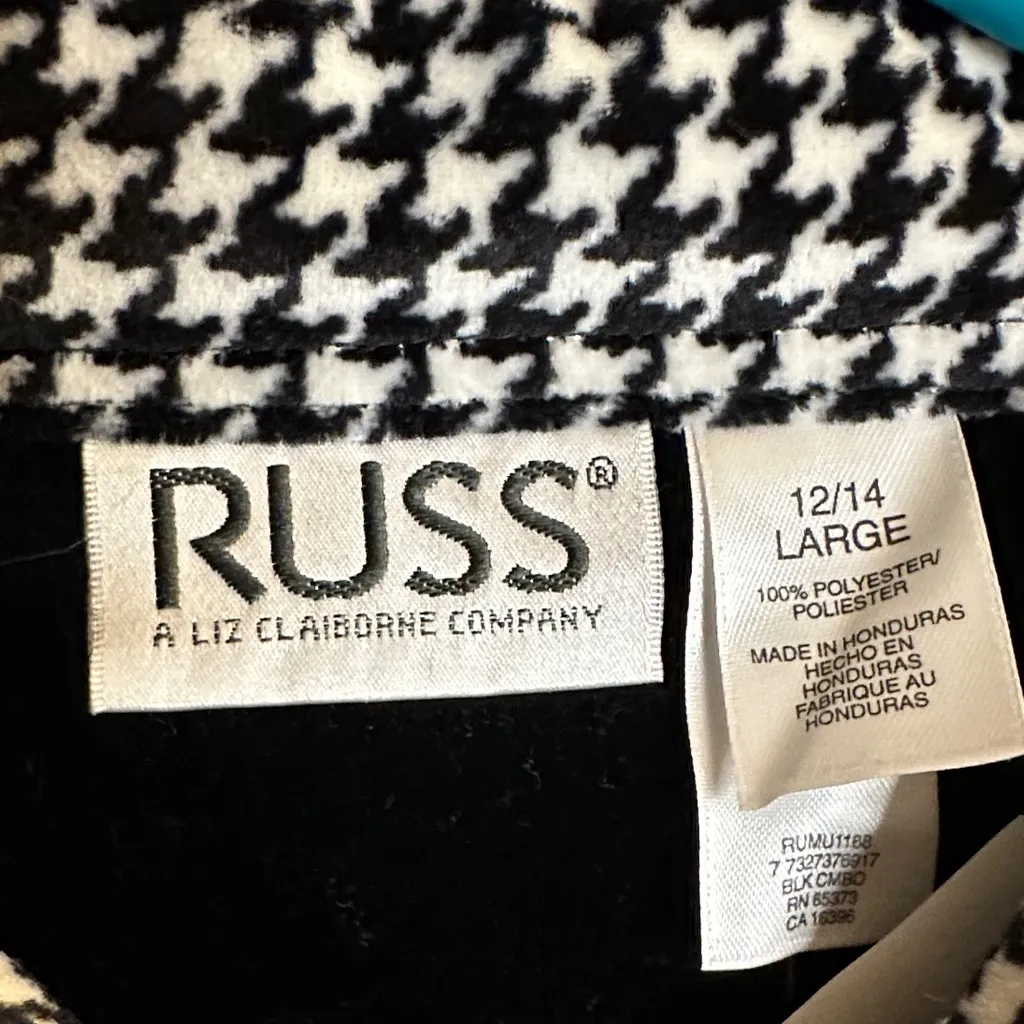 RUSS®
A LIZ CLAIBORNE COMPANY
12/14
LARGE
100% POLYESTER/
POLIESTER
MADE IN HONDURAS
HECHO EN
HONDURAS
FABRIQUE AU
HONDURAS
RUMU1188
7 7327376917
BLK CMBO
RN 65373
CA 16396